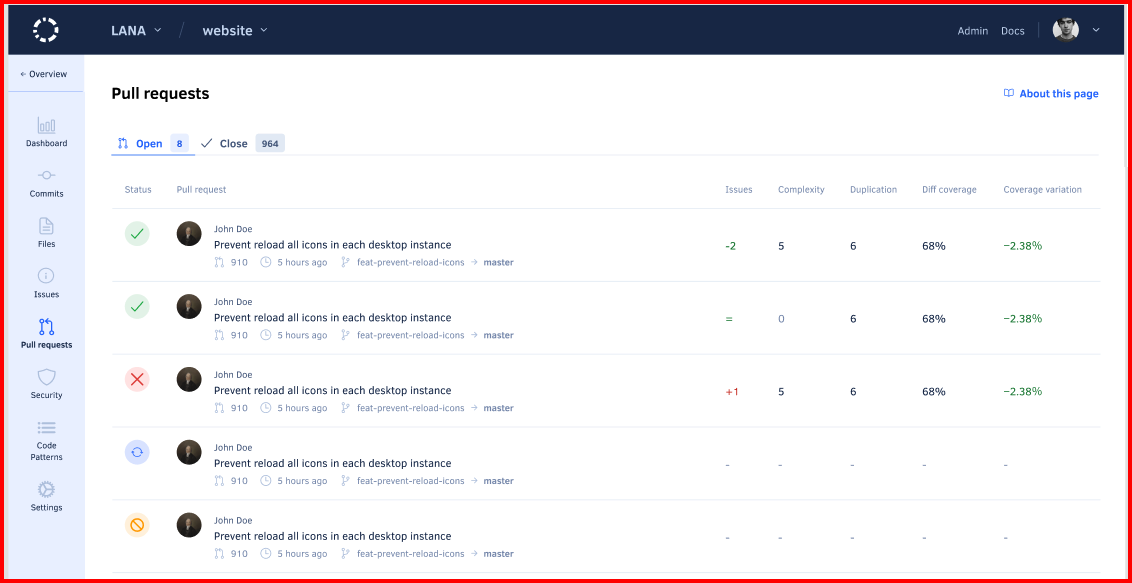 LANA / website Admin Docs
← Overview
Pull requests About this page
Open 8 Close 964
Dashboard
Commits
Files
Issues
Pull requests
Security
Code
Patterns
Settings
Status Pull request Issues Complexity Duplication Diff coverage Coverage variation
John Doe
Prevent reload all icons in each desktop instance
910 5 hours ago feat-prevent-reload-icons → master
-2 5 6 68% −2.38%
John Doe
Prevent reload all icons in each desktop instance
910 5 hours ago feat-prevent-reload-icons → master
= 0 6 68% −2.38%
John Doe
Prevent reload all icons in each desktop instance
910 5 hours ago feat-prevent-reload-icons → master
+1 5 6 68% −2.38%
John Doe
Prevent reload all icons in each desktop instance
910 5 hours ago feat-prevent-reload-icons → master
- - - - -
John Doe
Prevent reload all icons in each desktop instance
910 5 hours ago feat-prevent-reload-icons → master
- - - - -